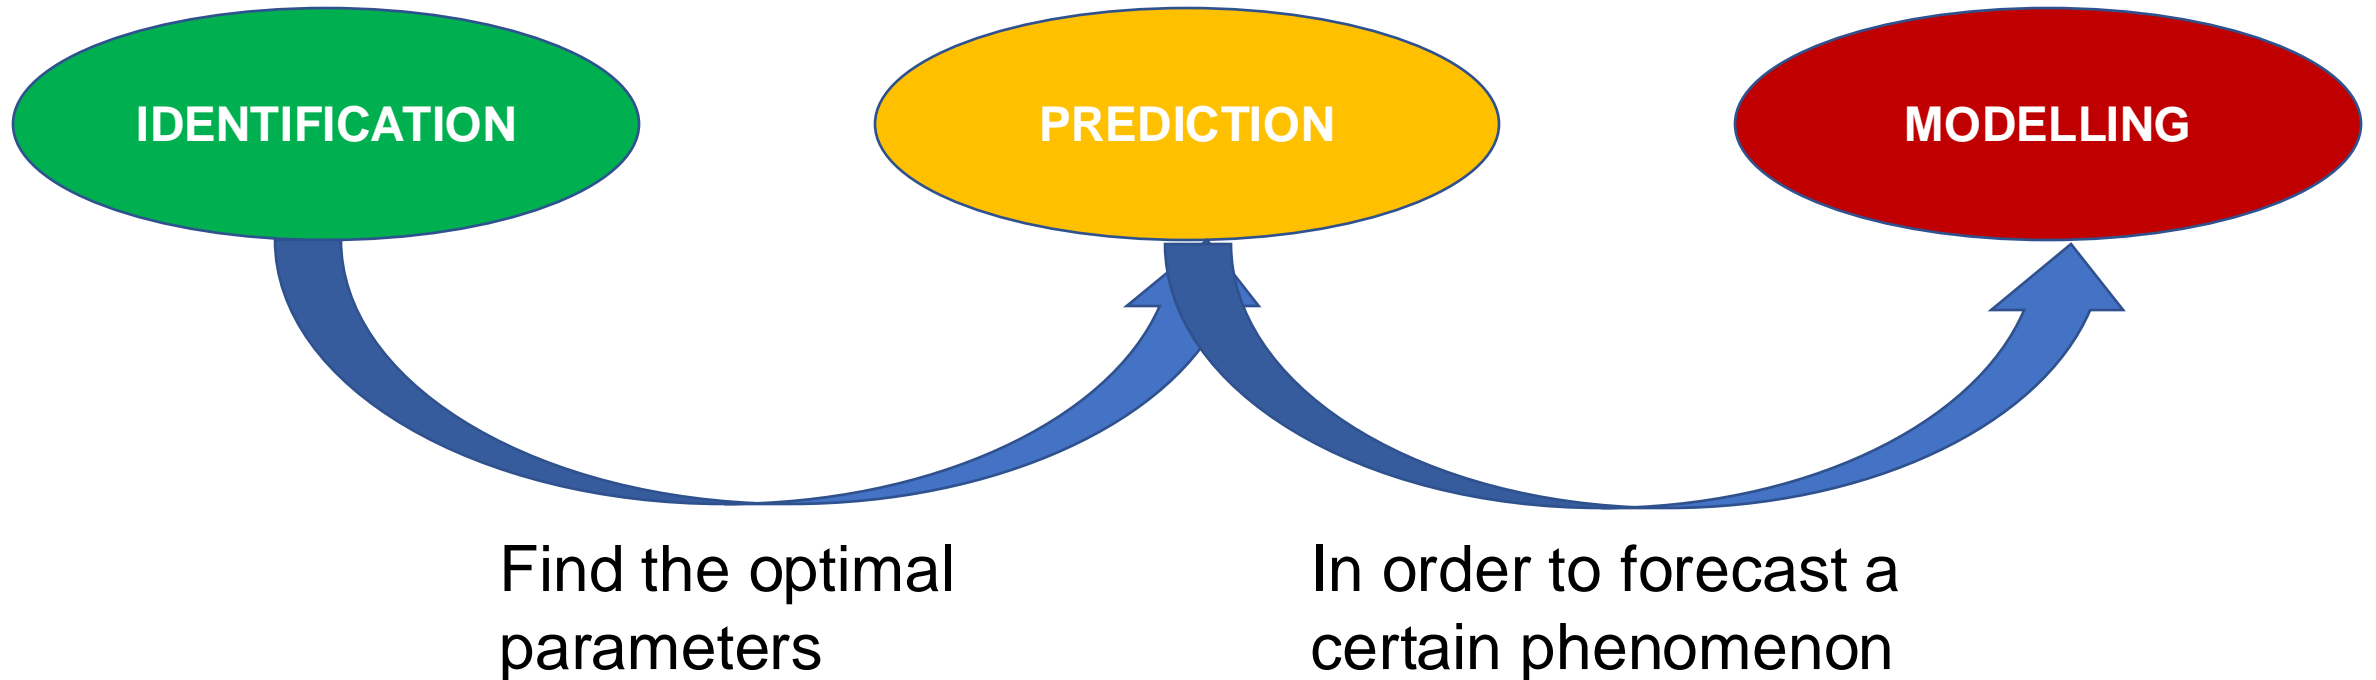 IDENTIFICATION
PREDICTION
MODELLING
Find the optimal
parameters
In order to forecast a
certain phenomenon